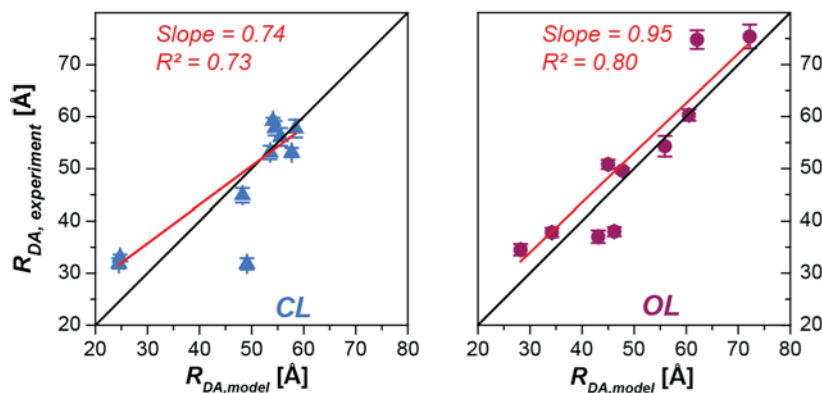 Slope = 0.74
R² = 0.73
R_DA, experiment [Å]
70
60
50
40
30
20
20 30 40 50 60 70 80
CL
R_DA,model [Å]
Slope = 0.95
R² = 0.80
70
60
50
40
30
20
20 30 40 50 60 70 80
OL
R_DA,model [Å]